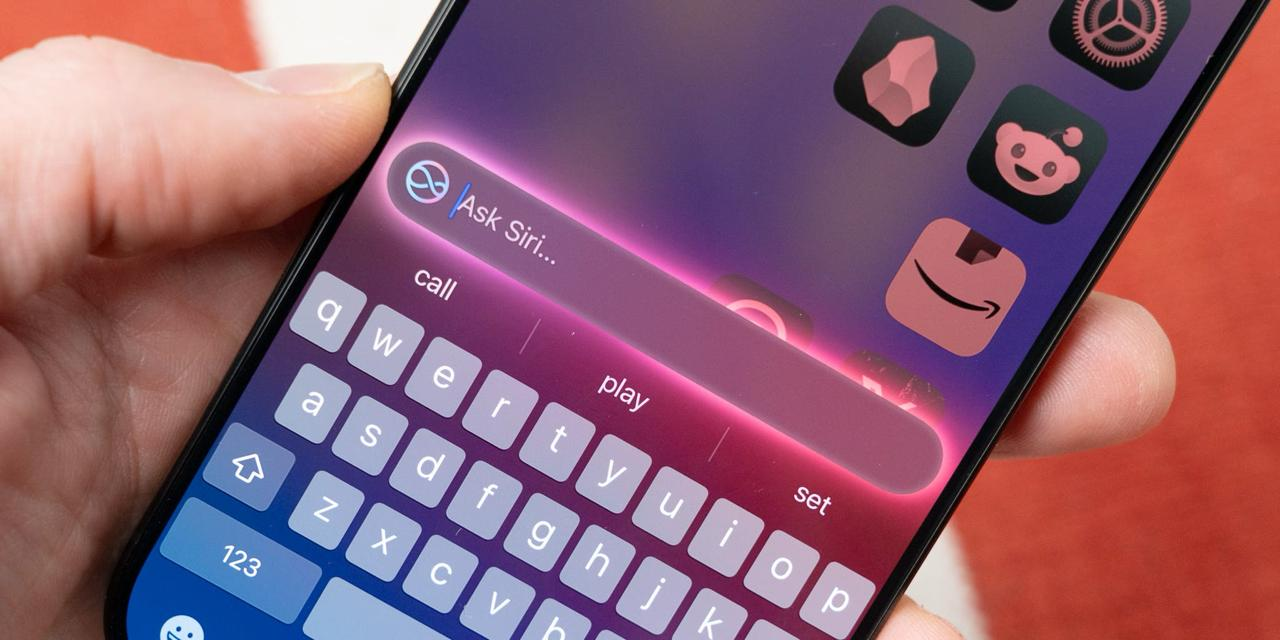 Ask Siri...
call play set
q w e r t y u i o p
a s d f g h j k
z x c v b
123